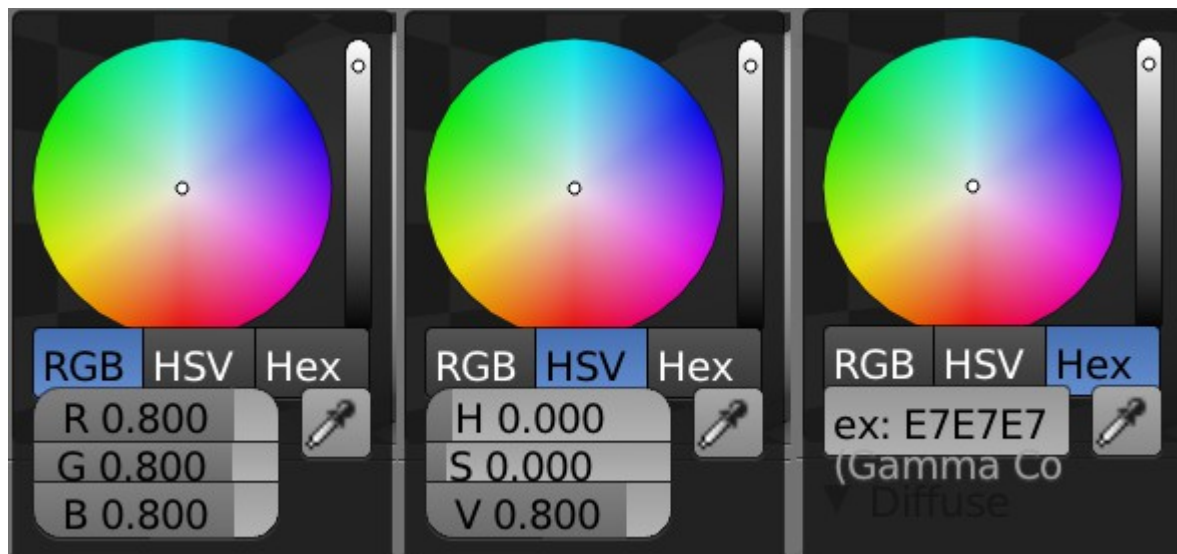 RGB HSV Hex
R 0.800
G 0.800
B 0.800
RGB HSV Hex
H 0.000
S 0.000
V 0.800
RGB HSV Hex
ex: E7E7E7
(Gamma Co
Diffuse